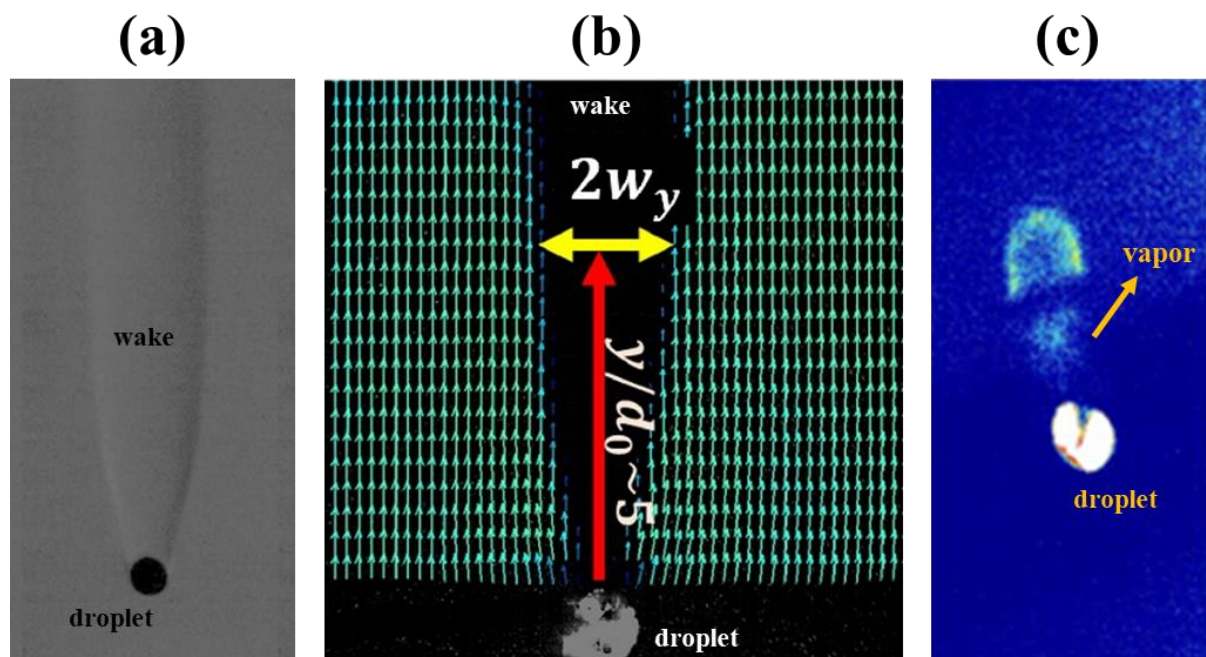 (a)
(b)
(c)
wake
droplet
wake
2w_y
y/d_0~5
droplet
vapor
droplet